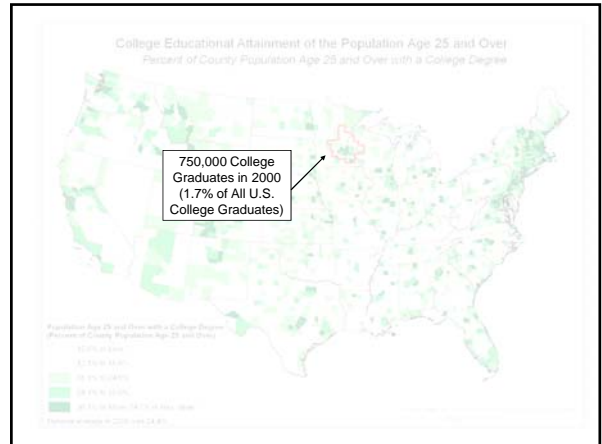 College Educational Attainment of the Population Age 25 and Over
Percent of County Population Age 25 and Over with a College Degree
750,000 College
Graduates in 2000
(1.7% of All U.S.
College Graduates)
Population Age 25 and Over with a College Degree
(Percent of County Population Age 25 and Over)